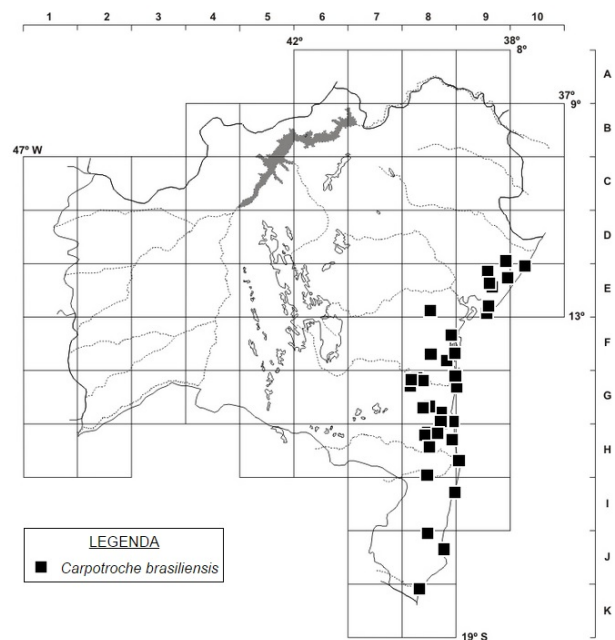 1 2 3 4 5 6 7 8 9 10
42º 38º
8º
A
37º
9º
B
47º W
C
D
E
13º
F
G
H
I
LEGENDA
Carpotroche brasiliensis
J
K
19º S